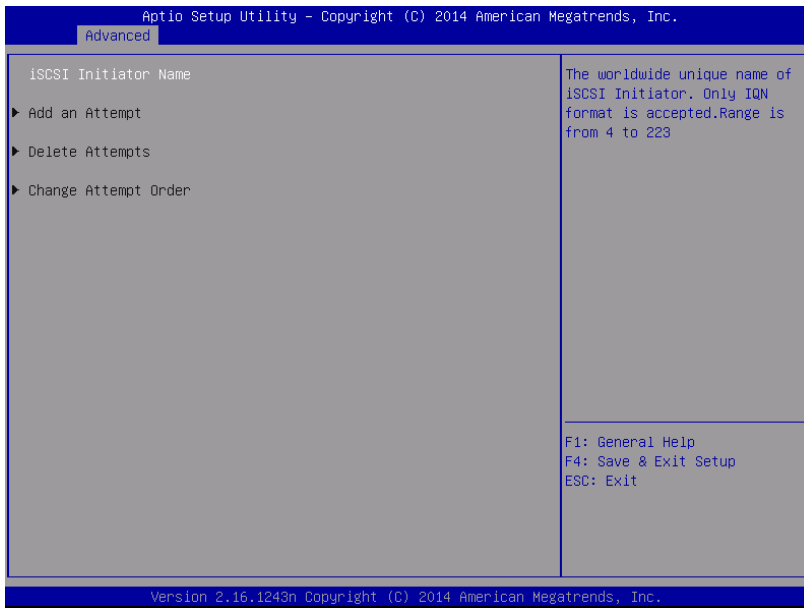 Aptio Setup Utility – Copyright (C) 2014 American Megatrends, Inc.
Advanced
iSCSI Initiator Name
Add an Attempt
Delete Attempts
Change Attempt Order
The worldwide unique name of
iSCSI Initiator. Only IQN
format is accepted.Range is
from 4 to 223
F1: General Help
F4: Save & Exit Setup
ESC: Exit
Version 2.16.1243n Copyright (C) 2014 American Megatrends, Inc.